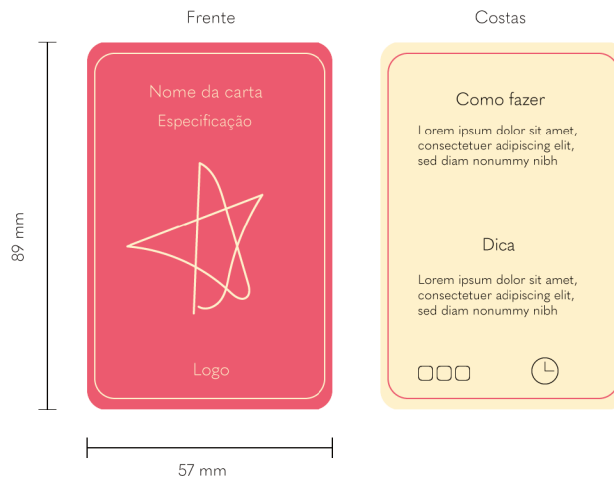 Frente
Costas
Nome da carta
Especificação
Logo
89 mm
57 mm
Como fazer
Lorem ipsum dolor sit amet,
consectetuer adipiscing elit,
sed diam nonummy nibh
Dica
Lorem ipsum dolor sit amet,
consectetuer adipiscing elit,
sed diam nonummy nibh